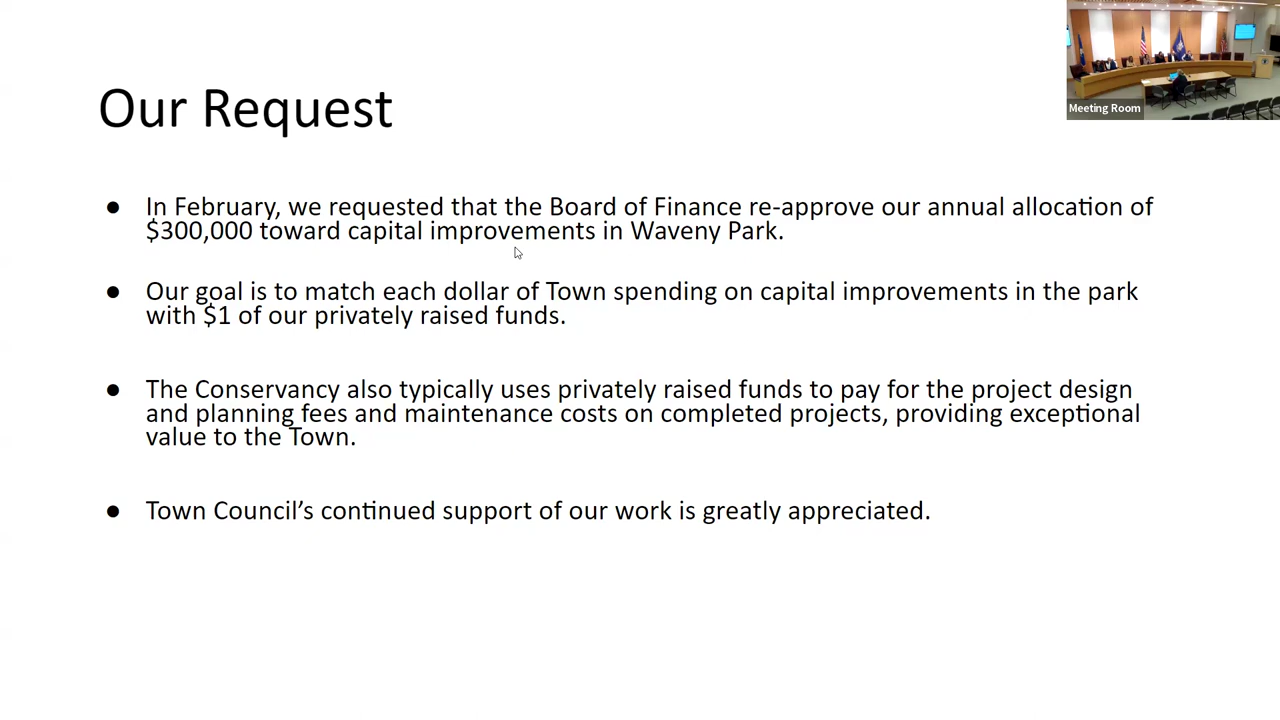 Meeting Room
Our Request
● In February, we requested that the Board of Finance re-approve our annual allocation of
$300,000 toward capital improvements in Waveny Park.
● Our goal is to match each dollar of Town spending on capital improvements in the park
with $1 of our privately raised funds.
● The Conservancy also typically uses privately raised funds to pay for the project design
and planning fees and maintenance costs on completed projects, providing exceptional
value to the Town.
● Town Council’s continued support of our work is greatly appreciated.